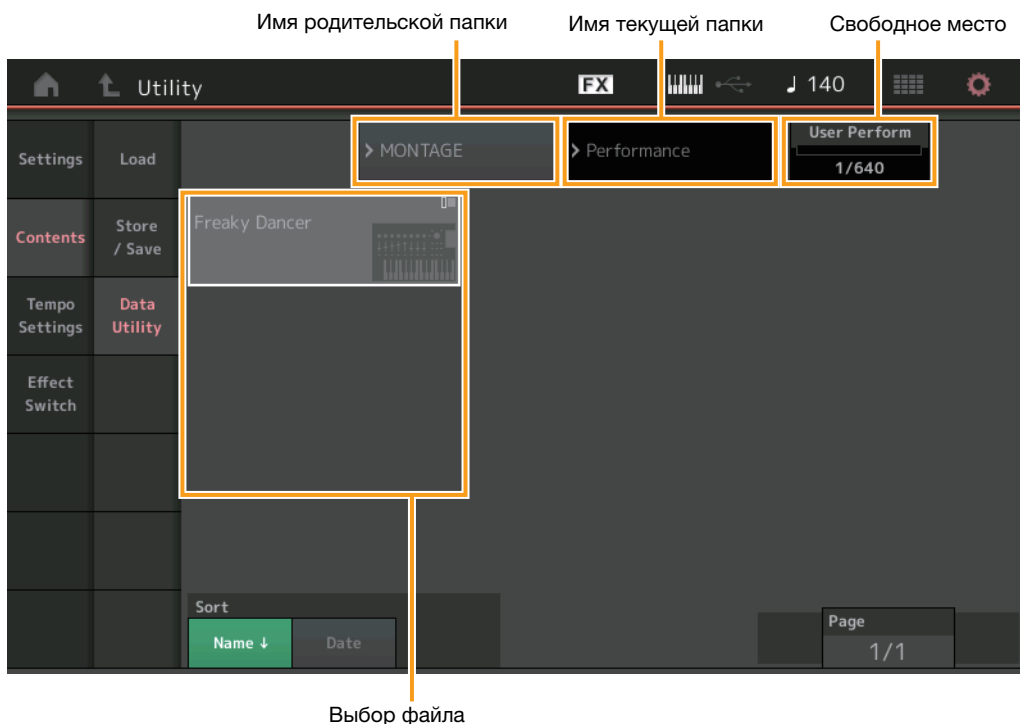 Имя родительской папки
Имя текущей папки
Свободное место
Utility
FX
♩ 140
Settings
Load
> MONTAGE
> Performance
User Perform
1/640
Contents
Store
/ Save
Freaky Dancer
Tempo
Settings
Data
Utility
Effect
Switch
Sort
Name ↓
Date
Page
1/1
Выбор файла